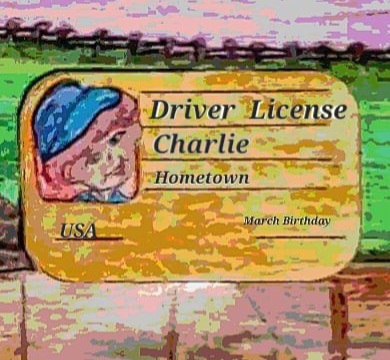 Driver License
Charlie
Hometown
March Birthday
USA